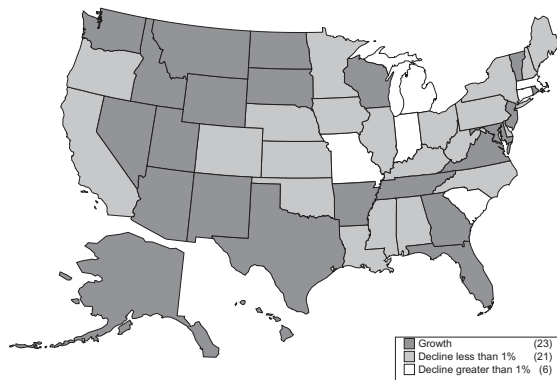 Growth (23)
Decline less than 1% (21)
Decline greater than 1% (6)